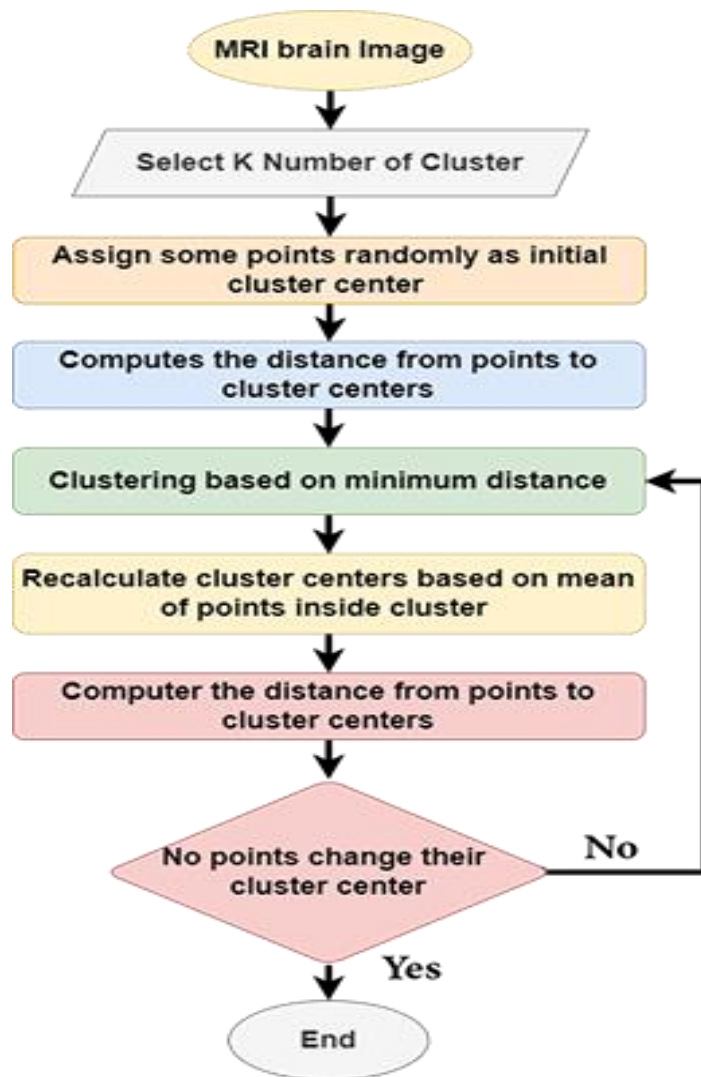 MRI brain Image
Select K Number of Cluster
Assign some points randomly as initial
cluster center
Computes the distance from points to
cluster centers
Clustering based on minimum distance
Recalculate cluster centers based on mean
of points inside cluster
Computer the distance from points to
cluster centers
No points change their
cluster center
No
Yes
End